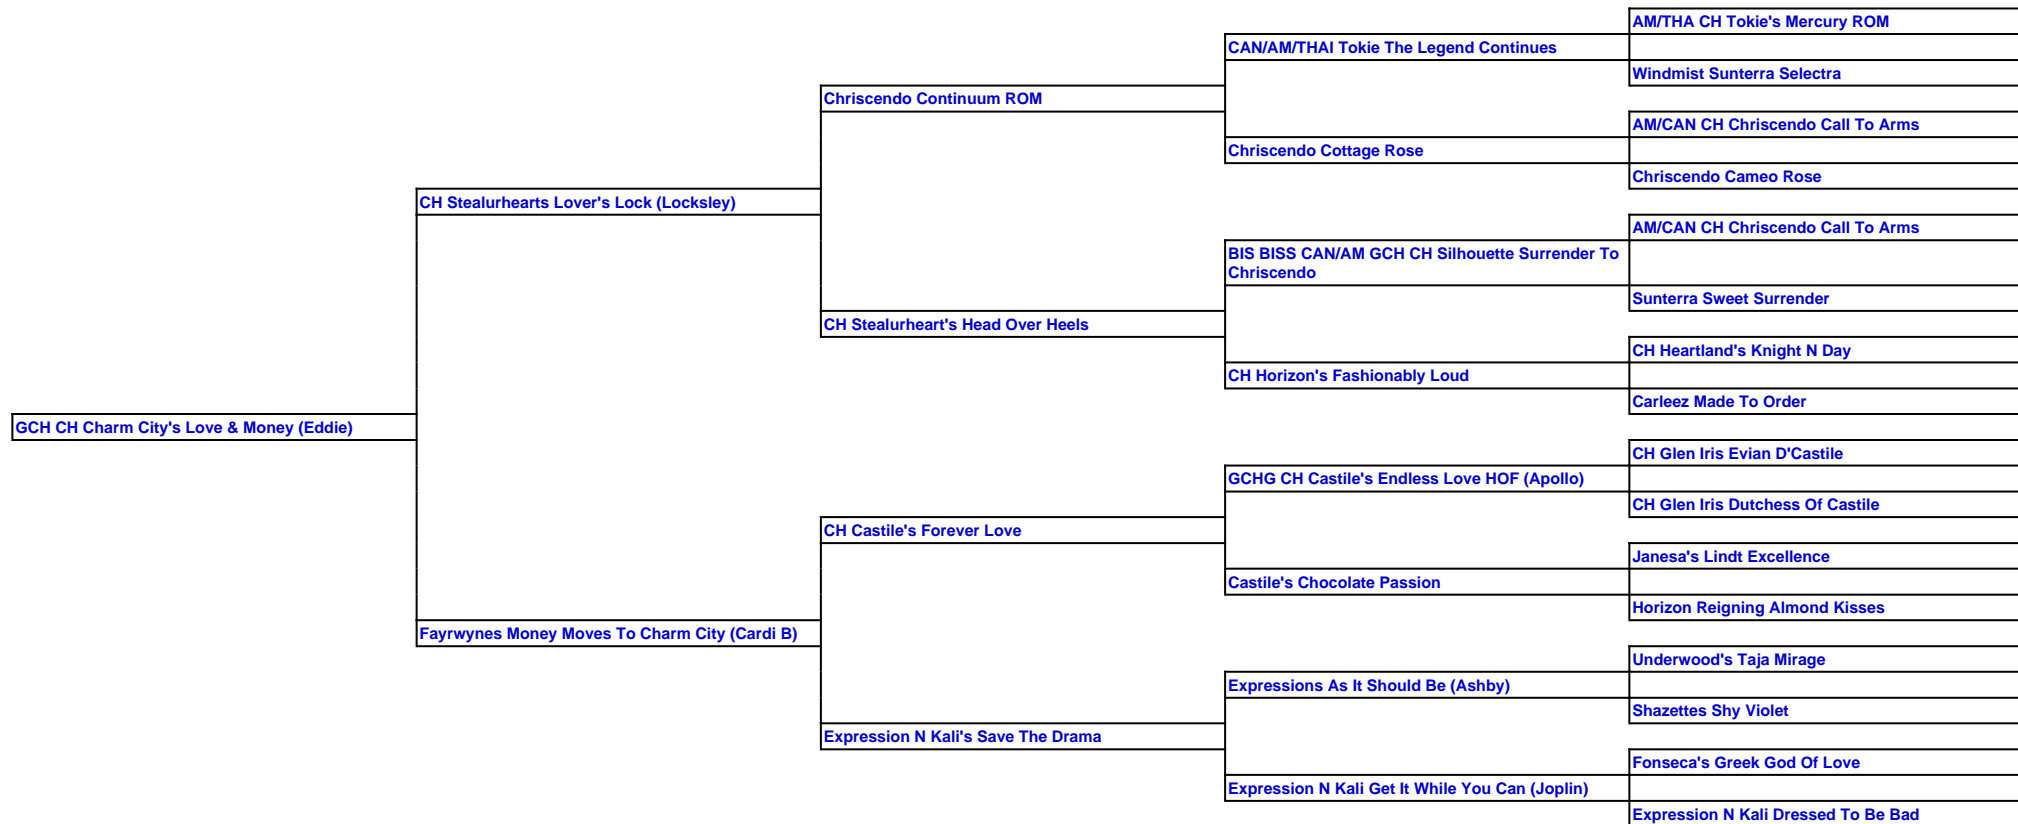 AM/THA CH Tokie's Mercury ROM
CAN/AM/THAI Tokie The Legend Continues
Windmist Sunterra Selectra
Chriscendo Continuum ROM
AM/CAN CH Chriscendo Call To Arms
Chriscendo Cottage Rose
Chriscendo Cameo Rose
CH Stealurhearts Lover's Lock (Locksley)
AM/CAN CH Chriscendo Call To Arms
BIS BISS CAN/AM GCH CH Silhouette Surrender To
Chriscendo
Sunterra Sweet Surrender
CH Stealurheart's Head Over Heels
CH Heartland's Knight N Day
CH Horizon's Fashionably Loud
Carleez Made To Order
GCH CH Charm City's Love & Money (Eddie)
CH Glen Iris Evian D'Castile
GCHG CH Castile's Endless Love HOF (Apollo)
CH Glen Iris Dutchess Of Castile
CH Castile's Forever Love
Janesa's Lindt Excellence
Castile's Chocolate Passion
Horizon Reigning Almond Kisses
Fayrwynes Money Moves To Charm City (Cardi B)
Underwood's Taja Mirage
Expressions As It Should Be (Ashby)
Shazettes Shy Violet
Expression N Kali's Save The Drama
Fonseca's Greek God Of Love
Expression N Kali Get It While You Can (Joplin)
Expression N Kali Dressed To Be Bad